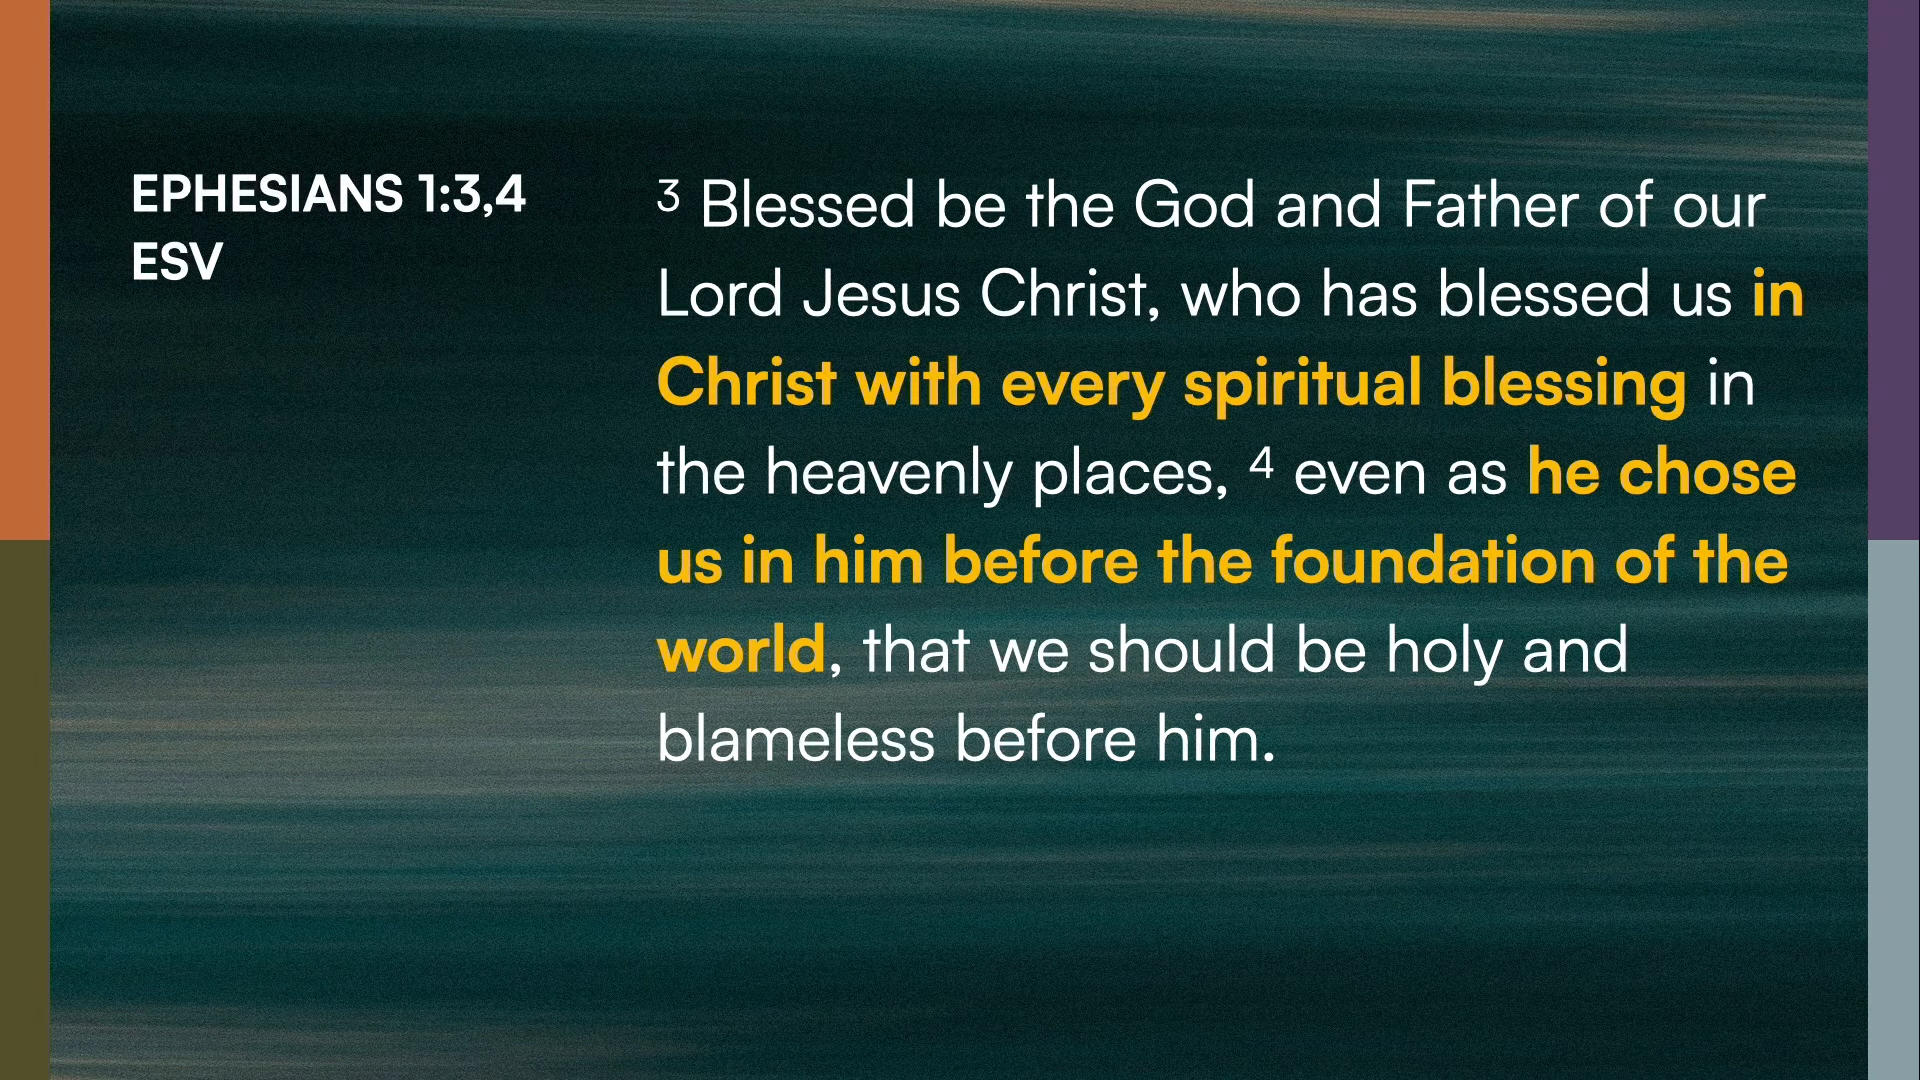 EPHESIANS 1:3,4
ESV
³ Blessed be the God and Father of our
Lord Jesus Christ, who has blessed us in
Christ with every spiritual blessing in
the heavenly places, ⁴ even as he chose
us in him before the foundation of the
world, that we should be holy and
blameless before him.